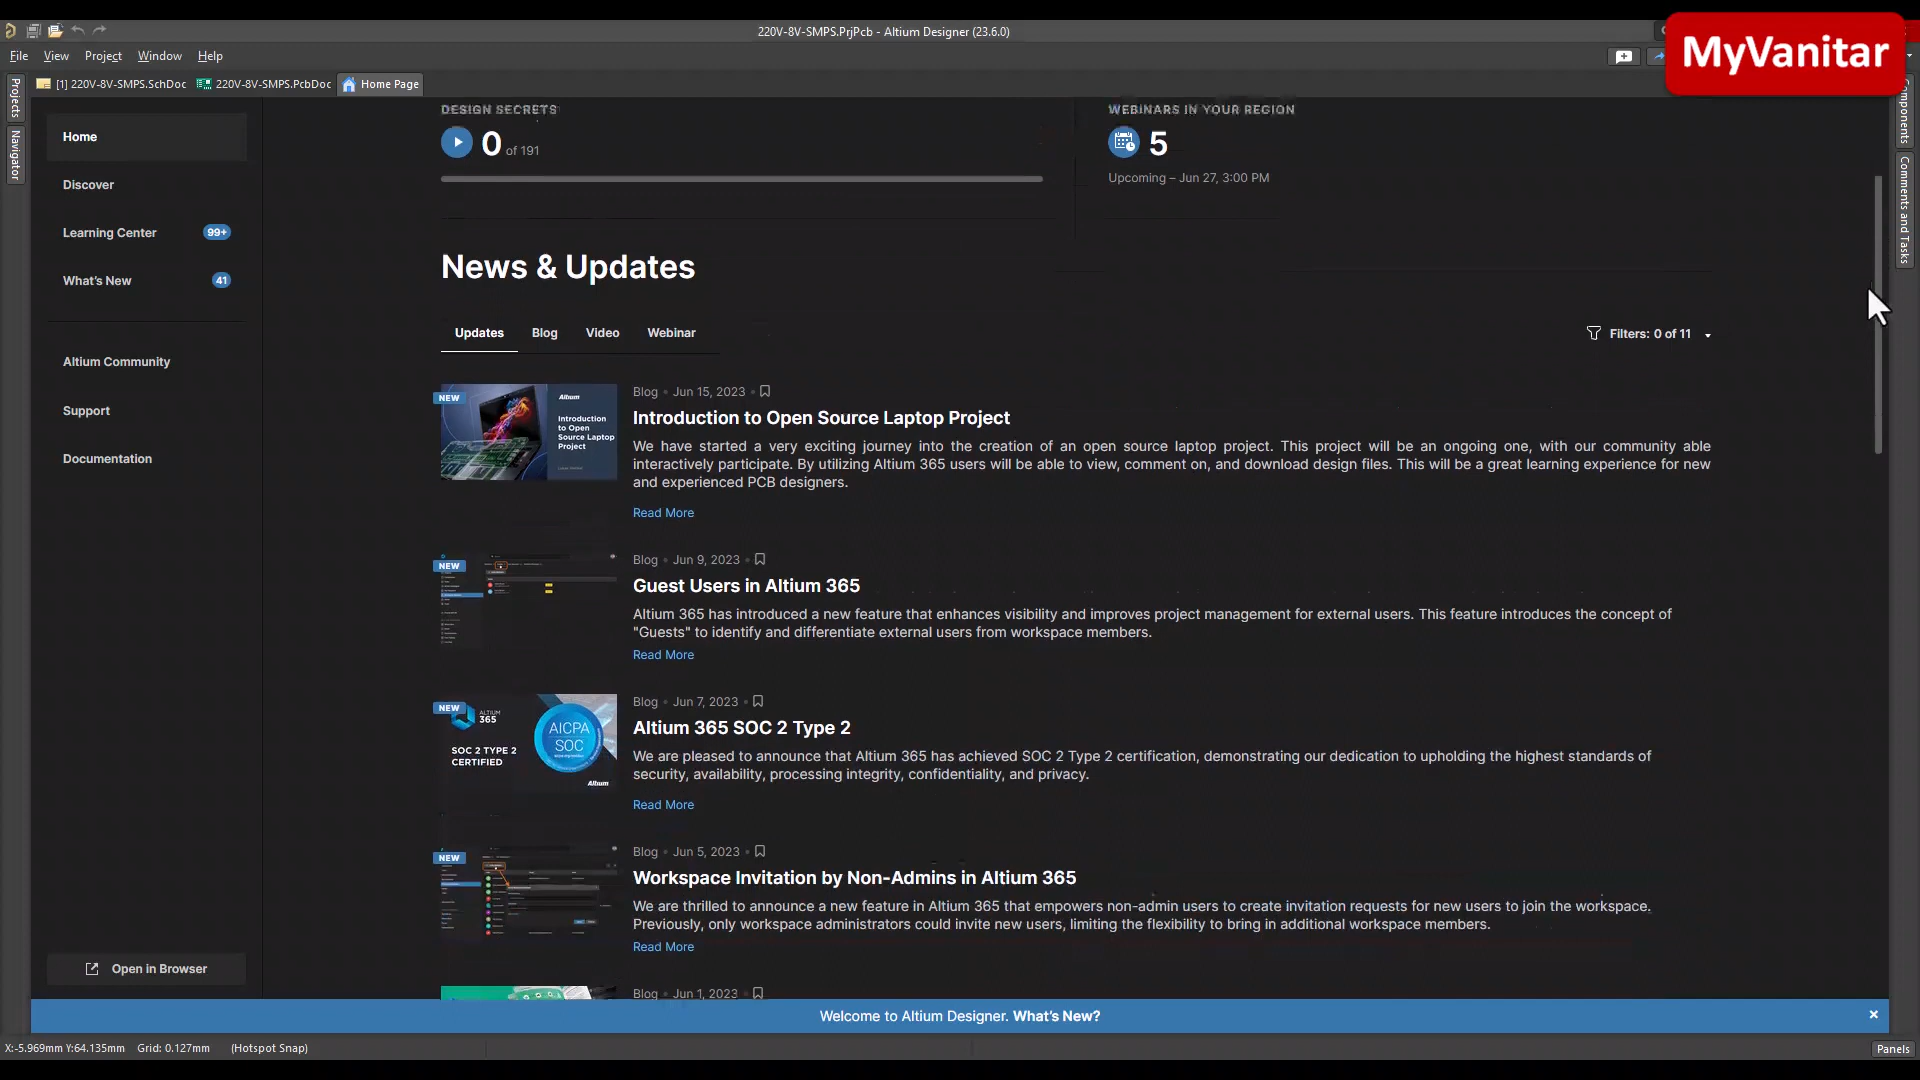 220V-8V-SMPS.PrjPcb - Altium Designer (23.6.0)
MyVanitar
File View Project Window Help
[1] 220V-8V-SMPS.SchDoc 220V-8V-SMPS.PcbDoc Home Page
Projects
Navigator
Components
Comments and Tasks
Home
Discover
Learning Center 99+
What's New 41
Altium Community
Support
Documentation
Open in Browser
DESIGN SECRETS
0 of 191
WEBINARS IN YOUR REGION
5
Upcoming – Jun 27, 3:00 PM
News & Updates
Updates Blog Video Webinar
Filters: 0 of 11
NEW
Altium
Introduction
to Open
Source Laptop
Project
Blog • Jun 15, 2023 •
Introduction to Open Source Laptop Project
We have started a very exciting journey into the creation of an open source laptop project. This project will be an ongoing one, with our community able
interactively participate. By utilizing Altium 365 users will be able to view, comment on, and download design files. This will be a great learning experience for new
and experienced PCB designers.
Read More
NEW
Blog • Jun 9, 2023 •
Guest Users in Altium 365
Altium 365 has introduced a new feature that enhances visibility and improves project management for external users. This feature introduces the concept of
"Guests" to identify and differentiate external users from workspace members.
Read More
NEW
ALTIUM
365
SOC 2 TYPE 2
CERTIFIED
AICPA
SOC
Altium
Blog • Jun 7, 2023 •
Altium 365 SOC 2 Type 2
We are pleased to announce that Altium 365 has achieved SOC 2 Type 2 certification, demonstrating our dedication to upholding the highest standards of
security, availability, processing integrity, confidentiality, and privacy.
Read More
NEW
Blog • Jun 5, 2023 •
Workspace Invitation by Non-Admins in Altium 365
We are thrilled to announce a new feature in Altium 365 that empowers non-admin users to create invitation requests for new users to join the workspace.
Previously, only workspace administrators could invite new users, limiting the flexibility to bring in additional workspace members.
Read More
Blog • Jun 1, 2023 •
Welcome to Altium Designer. What's New?
X:-5.969mm Y:64.135mm Grid: 0.127mm (Hotspot Snap)
Panels